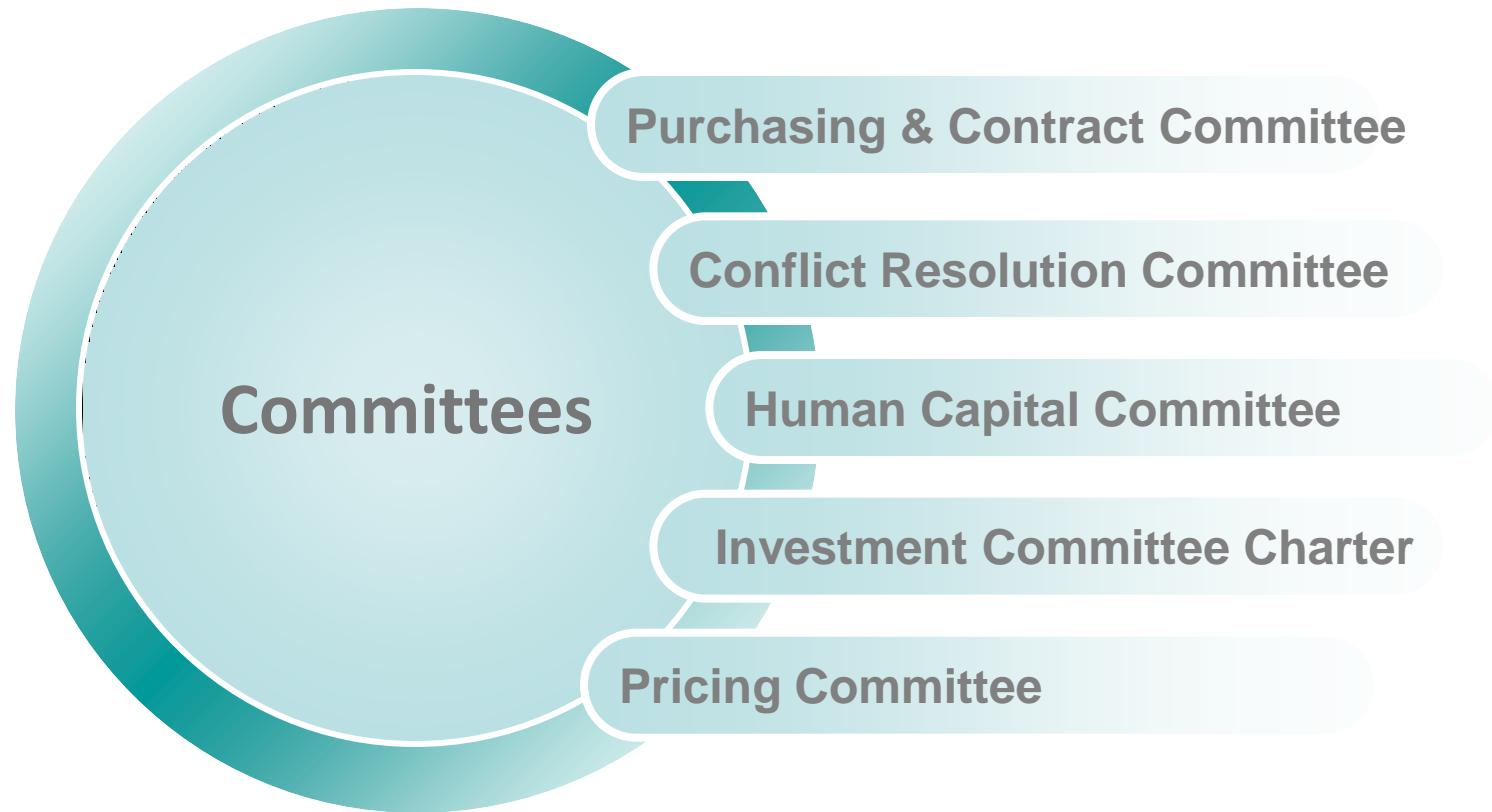 Purchasing & Contract Committee
Conflict Resolution Committee
Committees
Human Capital Committee
Investment Committee Charter
Pricing Committee